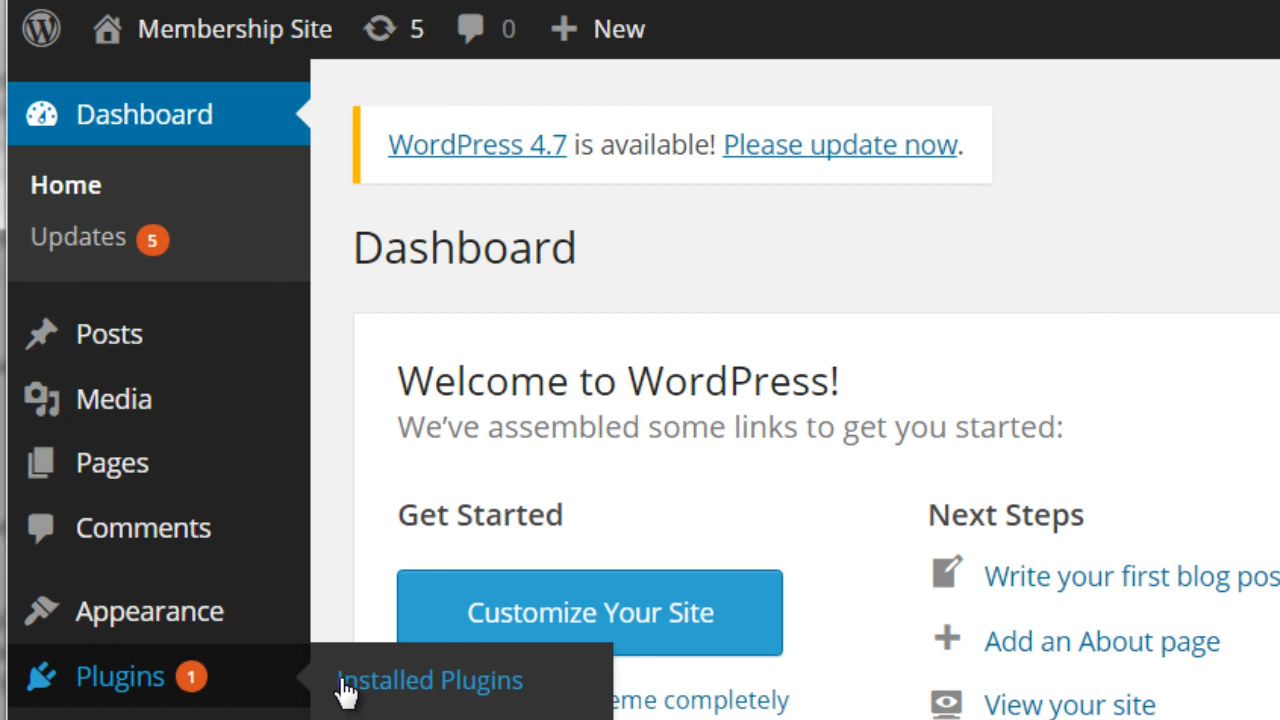 Membership Site 5 0 New
Dashboard
Home
Updates 5
Posts
Media
Pages
Comments
Appearance
Plugins 1
Installed Plugins
WordPress 4.7 is available! Please update now.
Dashboard
Welcome to WordPress!
We've assembled some links to get you started:
Get Started
Customize Your Site
completely
Next Steps
Write your first blog
Add an About page
View your site